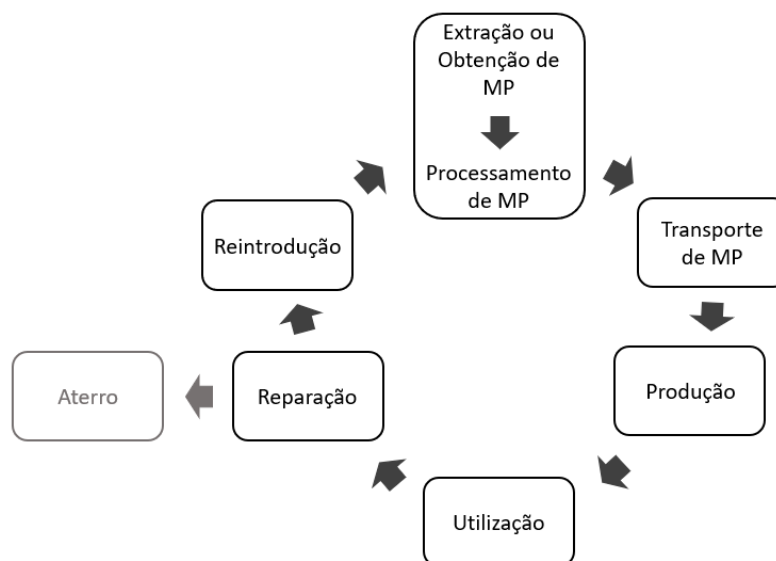 Extração ou
Obtenção de
MP
Processamento
de MP
Transporte
de MP
Produção
Utilização
Reparação
Aterro
Reintrodução